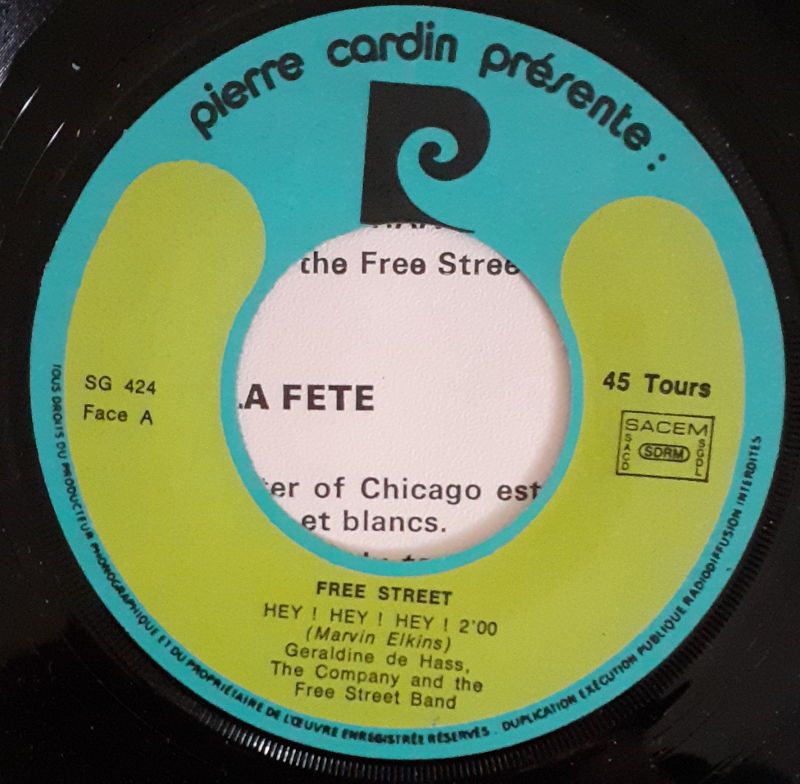 pierre cardin présente :
the Free Stree
LA FETE
SG 424
Face A
45 Tours
SACEM
SACD
SDRM
SGDL
ter of Chicago est
et blancs.
FREE STREET
HEY ! HEY ! HEY ! 2'00
(Marvin Elkins)
Geraldine de Hass,
The Company and the
Free Street Band
TOUS DROITS DU PRODUCTEUR PHONOGRAPHIQUE ET DU PROPRIÉTAIRE DE L'ŒUVRE ENREGISTRÉE RÉSERVÉS . DUPLICATION EXÉCUTION PUBLIQUE RADIODIFFUSION INTERDITES